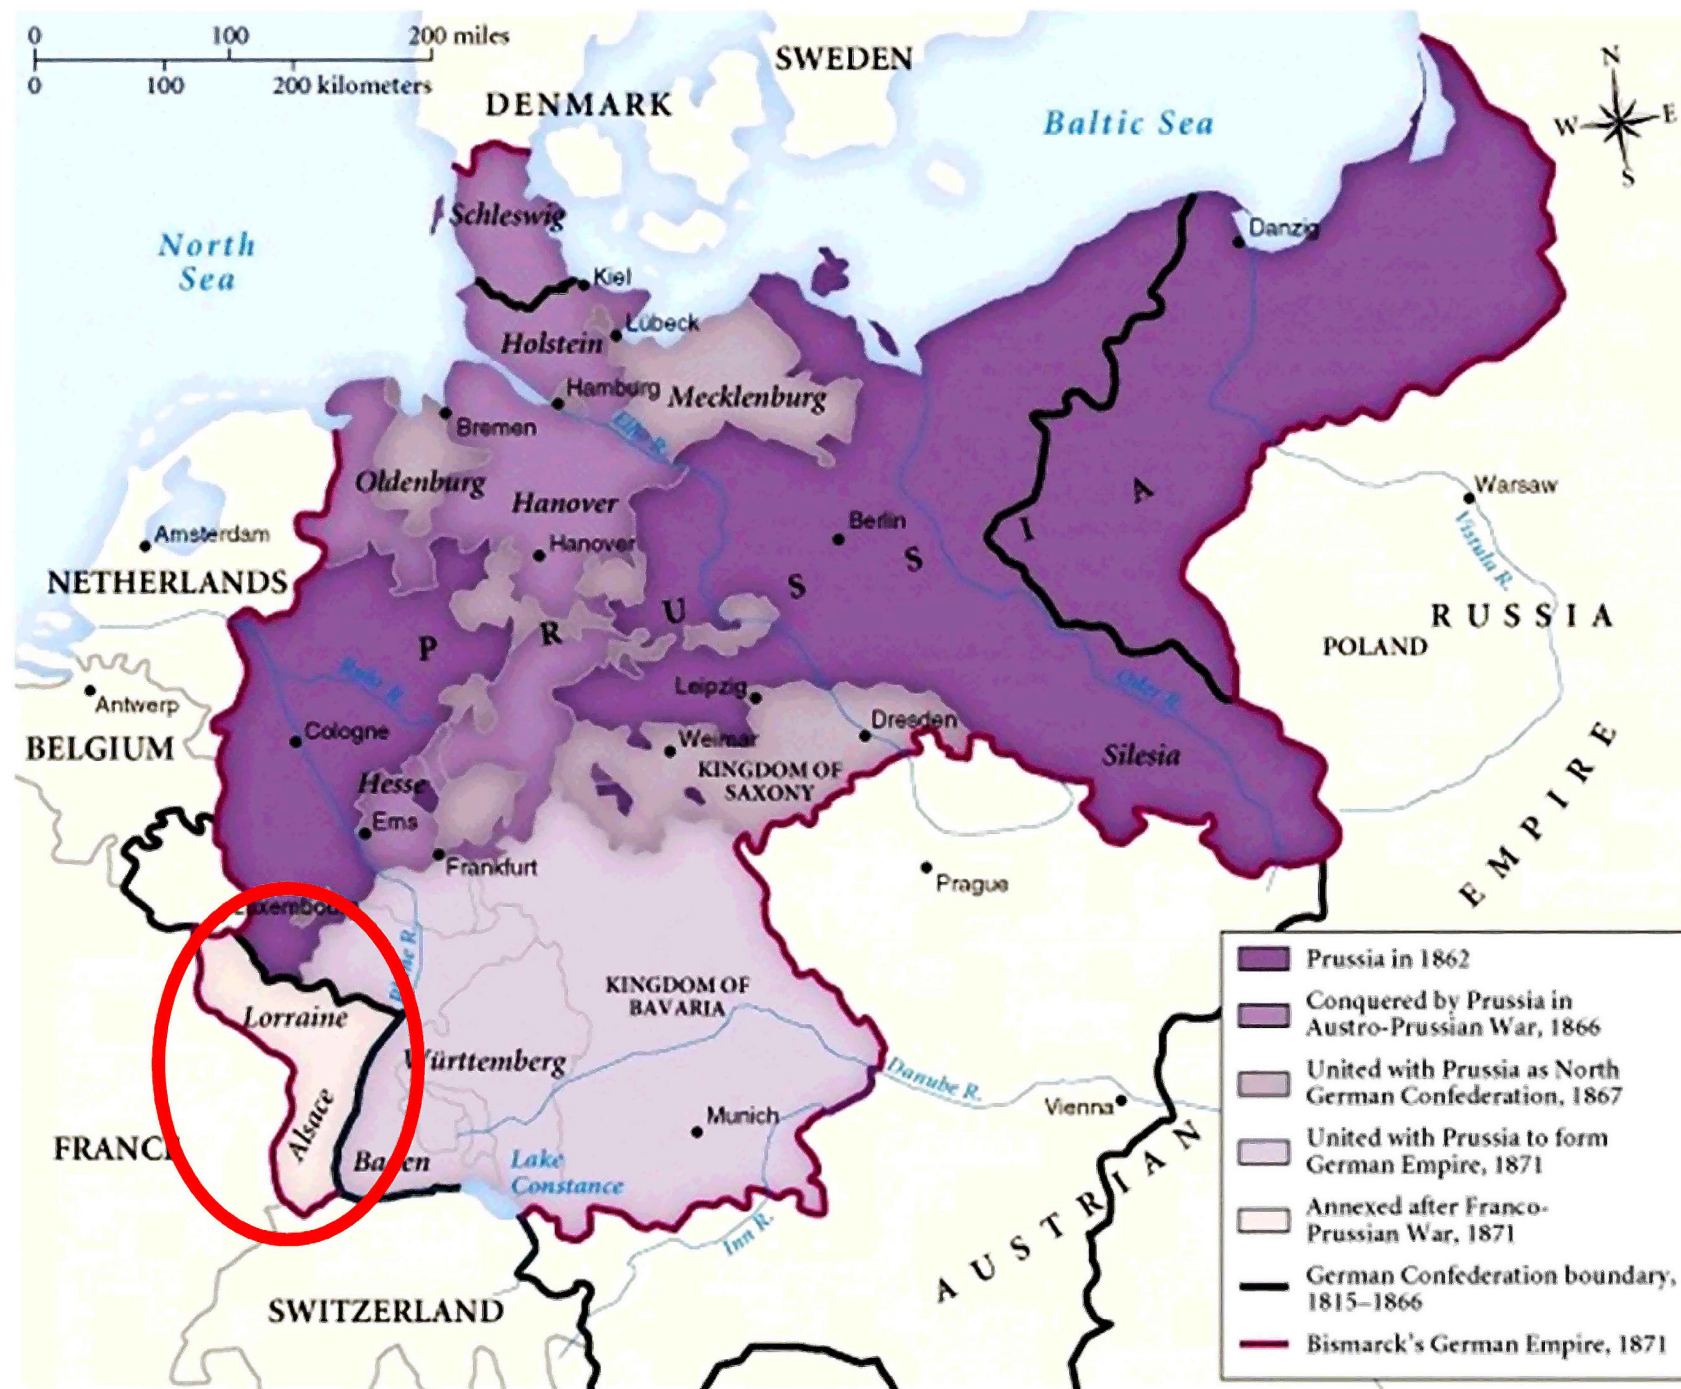 0 100 200 miles
0 100 200 kilometers
SWEDEN
DENMARK
Baltic Sea
N
W
E
S
North
Sea
Schleswig
Kiel
Danzig
Holstein
Lübeck
Hamburg
Mecklenburg
Bremen
Elbe R.
Oldenburg
Hanover
Hanover
Berlin
Warsaw
Vistula R.
Amsterdam
NETHERLANDS
PRUSSIA
RUSSIA
POLAND
EMPIRE
Ruhr R.
Oder R.
Antwerp
BELGIUM
Cologne
Leipzig
Dresden
Weimar
KINGDOM OF
SAXONY
Silesia
Hesse
Ems
Frankfurt
Prague
Luxembourg
Rhine R.
Lorraine
KINGDOM OF
BAVARIA
Württemberg
Danube R.
Vienna
Alsace
Munich
FRANCE
Baden
Lake
Constance
Inn R.
AUSTRIAN
SWITZERLAND
Prussia in 1862
Conquered by Prussia in
Austro-Prussian War, 1866
United with Prussia as North
German Confederation, 1867
United with Prussia to form
German Empire, 1871
Annexed after Franco-
Prussian War, 1871
German Confederation boundary,
1815–1866
Bismarck's German Empire, 1871